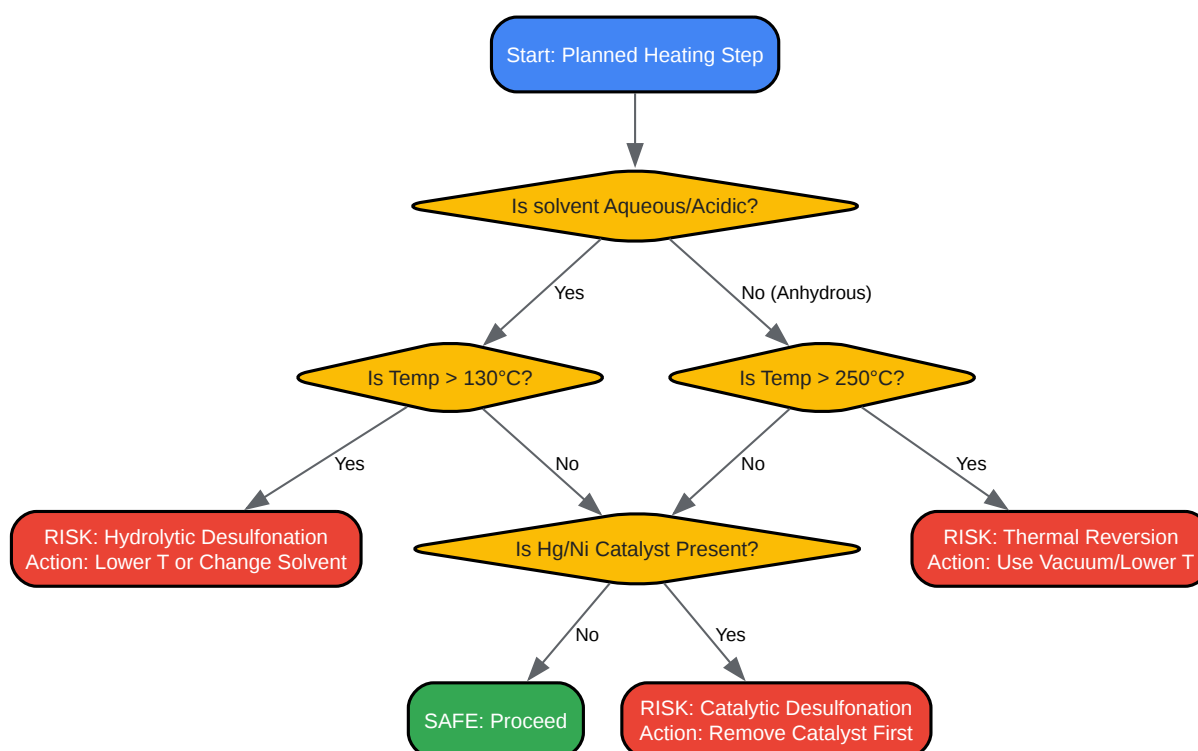 Start: Planned Heating Step
Is solvent Aqueous/Acidic?
Yes
No (Anhydrous)
Is Temp > 130°C?
Is Temp > 250°C?
Yes
No
No
Yes
RISK: Hydrolytic Desulfonation
Action: Lower T or Change Solvent
Is Hg/Ni Catalyst Present?
RISK: Thermal Reversion
Action: Use Vacuum/Lower T
No
Yes
SAFE: Proceed
RISK: Catalytic Desulfonation
Action: Remove Catalyst First